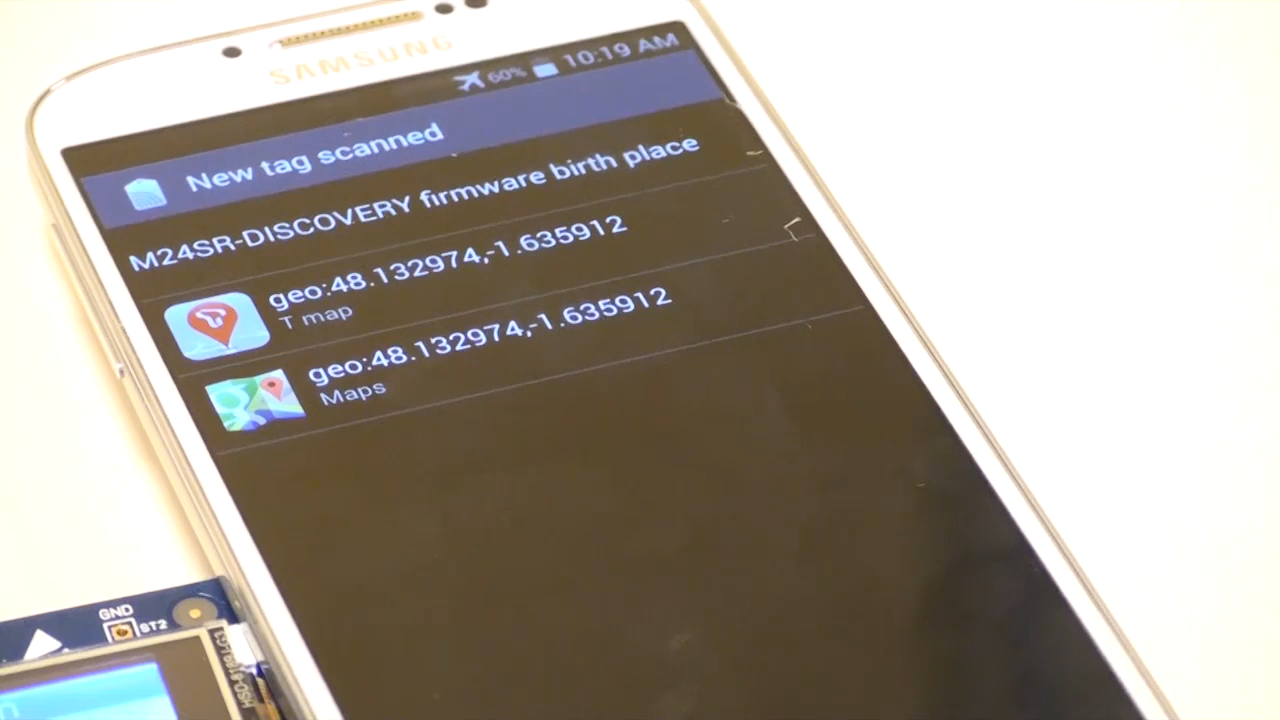 SAMSUNG
60% 10:19 AM
New tag scanned
M24SR-DISCOVERY firmware birth place
geo:48.132974,-1.635912
T map
geo:48.132974,-1.635912
Maps
GND
ST2